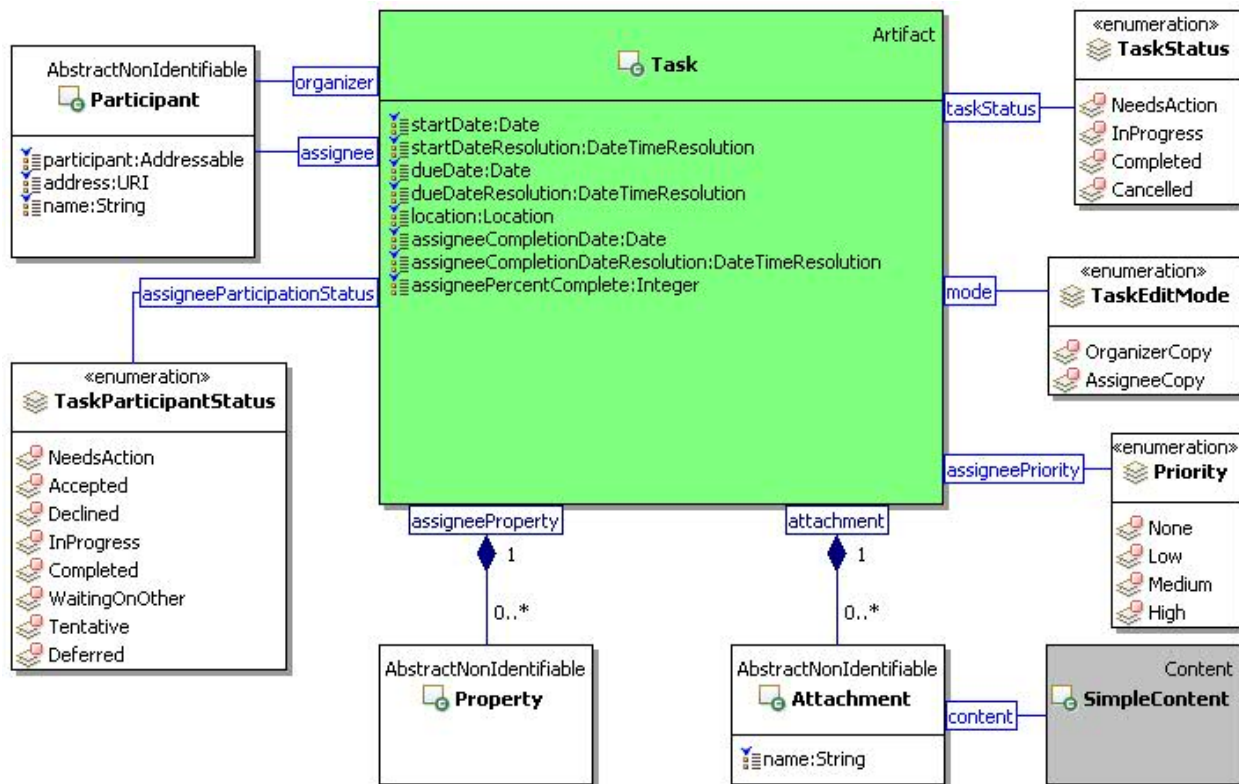 AbstractNonIdentifiable
Participant
participant:Addressable
address:URI
name:String
organizer
assignee
assigneeParticipationStatus
«enumeration»
TaskParticipantStatus
NeedsAction
Accepted
Declined
InProgress
Completed
WaitingOnOther
Tentative
Deferred
Artifact
Task
startDate:Date
startDateResolution:DateTimeResolution
dueDate:Date
dueDateResolution:DateTimeResolution
location:Location
assigneeCompletionDate:Date
assigneeCompletionDateResolution:DateTimeResolution
assigneePercentComplete:Integer
taskStatus
«enumeration»
TaskStatus
NeedsAction
InProgress
Completed
Cancelled
mode
«enumeration»
TaskEditMode
OrganizerCopy
AssigneeCopy
assigneePriority
«enumeration»
Priority
None
Low
Medium
High
assigneeProperty
1
0..*
AbstractNonIdentifiable
Property
attachment
1
0..*
AbstractNonIdentifiable
Attachment
name:String
content
Content
SimpleContent